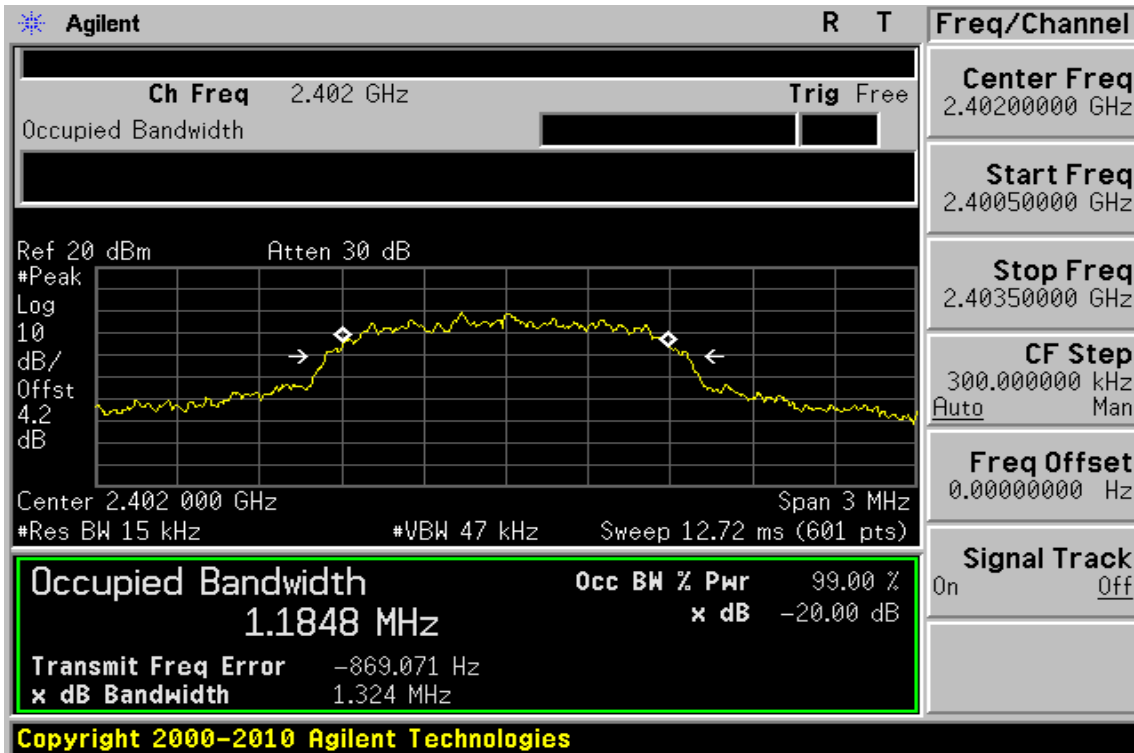 Agilent R T Freq/Channel
Ch Freq 2.402 GHz Trig Free
Occupied Bandwidth
Center Freq
2.40200000 GHz
Start Freq
2.40050000 GHz
Stop Freq
2.40350000 GHz
CF Step
300.000000 kHz
Auto Man
Freq Offset
0.00000000 Hz
Signal Track
On Off
Ref 20 dBm Atten 30 dB
#Peak
Log
10
dB/
Offst
4.2
dB
Center 2.402 000 GHz Span 3 MHz
#Res BW 15 kHz #VBW 47 kHz Sweep 12.72 ms (601 pts)
Occupied Bandwidth Occ BW % Pwr 99.00 %
1.1848 MHz x dB -20.00 dB
Transmit Freq Error -869.071 Hz
x dB Bandwidth 1.324 MHz
Copyright 2000-2010 Agilent Technologies